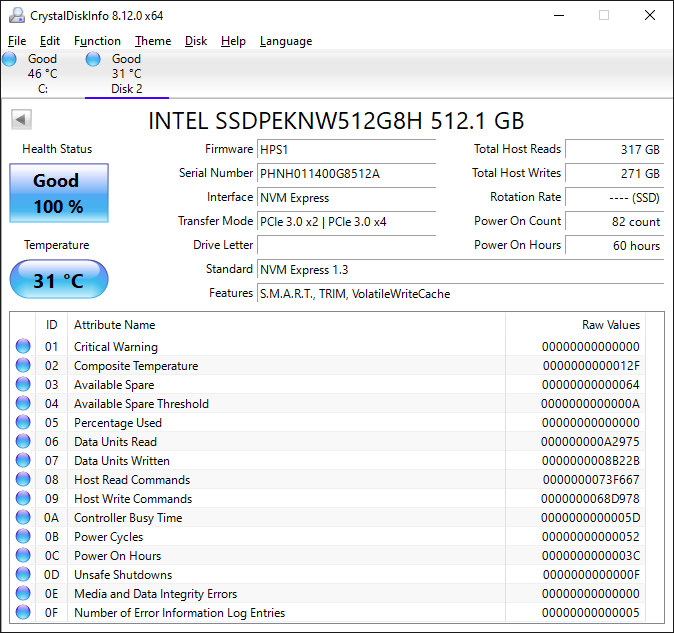 CrystalDiskInfo 8.12.0 x64
File Edit Function Theme Disk Help Language
Good Good
46 °C 31 °C
C: Disk 2
INTEL SSDPEKNW512G8H 512.1 GB
Health Status
Good
100 %
Temperature
31 °C
Firmware HPS1
Serial Number PHNH011400G8512A
Interface NVM Express
Transfer Mode PCIe 3.0 x2 | PCIe 3.0 x4
Drive Letter
Standard NVM Express 1.3
Features S.M.A.R.T., TRIM, VolatileWriteCache
Total Host Reads 317 GB
Total Host Writes 271 GB
Rotation Rate ---- (SSD)
Power On Count 82 count
Power On Hours 60 hours
ID Attribute Name Raw Values
01 Critical Warning 00000000000000
02 Composite Temperature 0000000000012F
03 Available Spare 00000000000064
04 Available Spare Threshold 0000000000000A
05 Percentage Used 00000000000000
06 Data Units Read 000000000A2975
07 Data Units Written 0000000008B22B
08 Host Read Commands 0000000073F667
09 Host Write Commands 0000000068D978
0A Controller Busy Time 0000000000005D
0B Power Cycles 00000000000052
0C Power On Hours 0000000000003C
0D Unsafe Shutdowns 0000000000000F
0E Media and Data Integrity Errors 00000000000000
0F Number of Error Information Log Entries 00000000000005